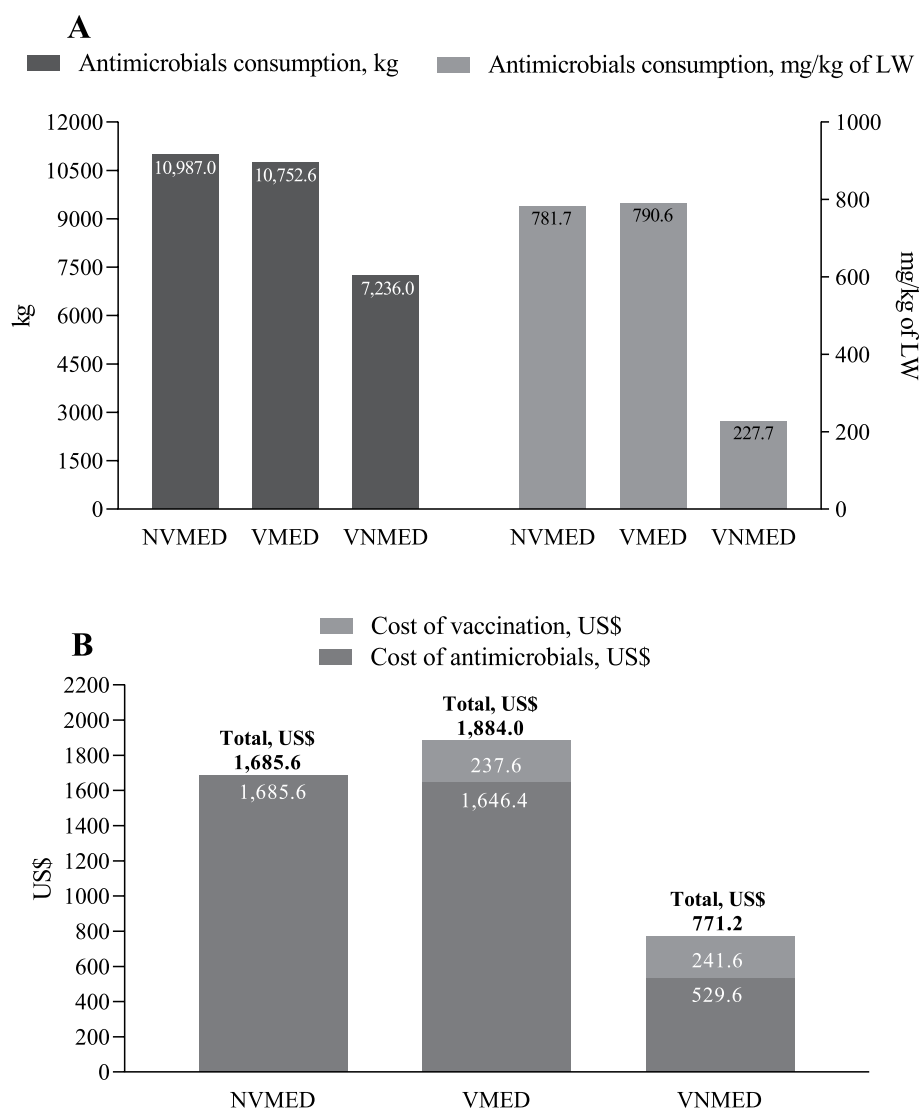 A
Antimicrobials consumption, kg
Antimicrobials consumption, mg/kg of LW
12000
10500
9000
7500
6000
4500
3000
1500
0
kg
10,987.0
10,752.6
7,236.0
781.7
790.6
227.7
1000
800
600
400
200
0
mg/kg of LW
NVMED VMED VNMED NVMED VMED VNMED
B
Cost of vaccination, US$
Cost of antimicrobials, US$
2200
2000
1800
1600
1400
1200
1000
800
600
400
200
0
US$
Total, US$
1,685.6
1,685.6
Total, US$
1,884.0
237.6
1,646.4
Total, US$
771.2
241.6
529.6
NVMED VMED VNMED